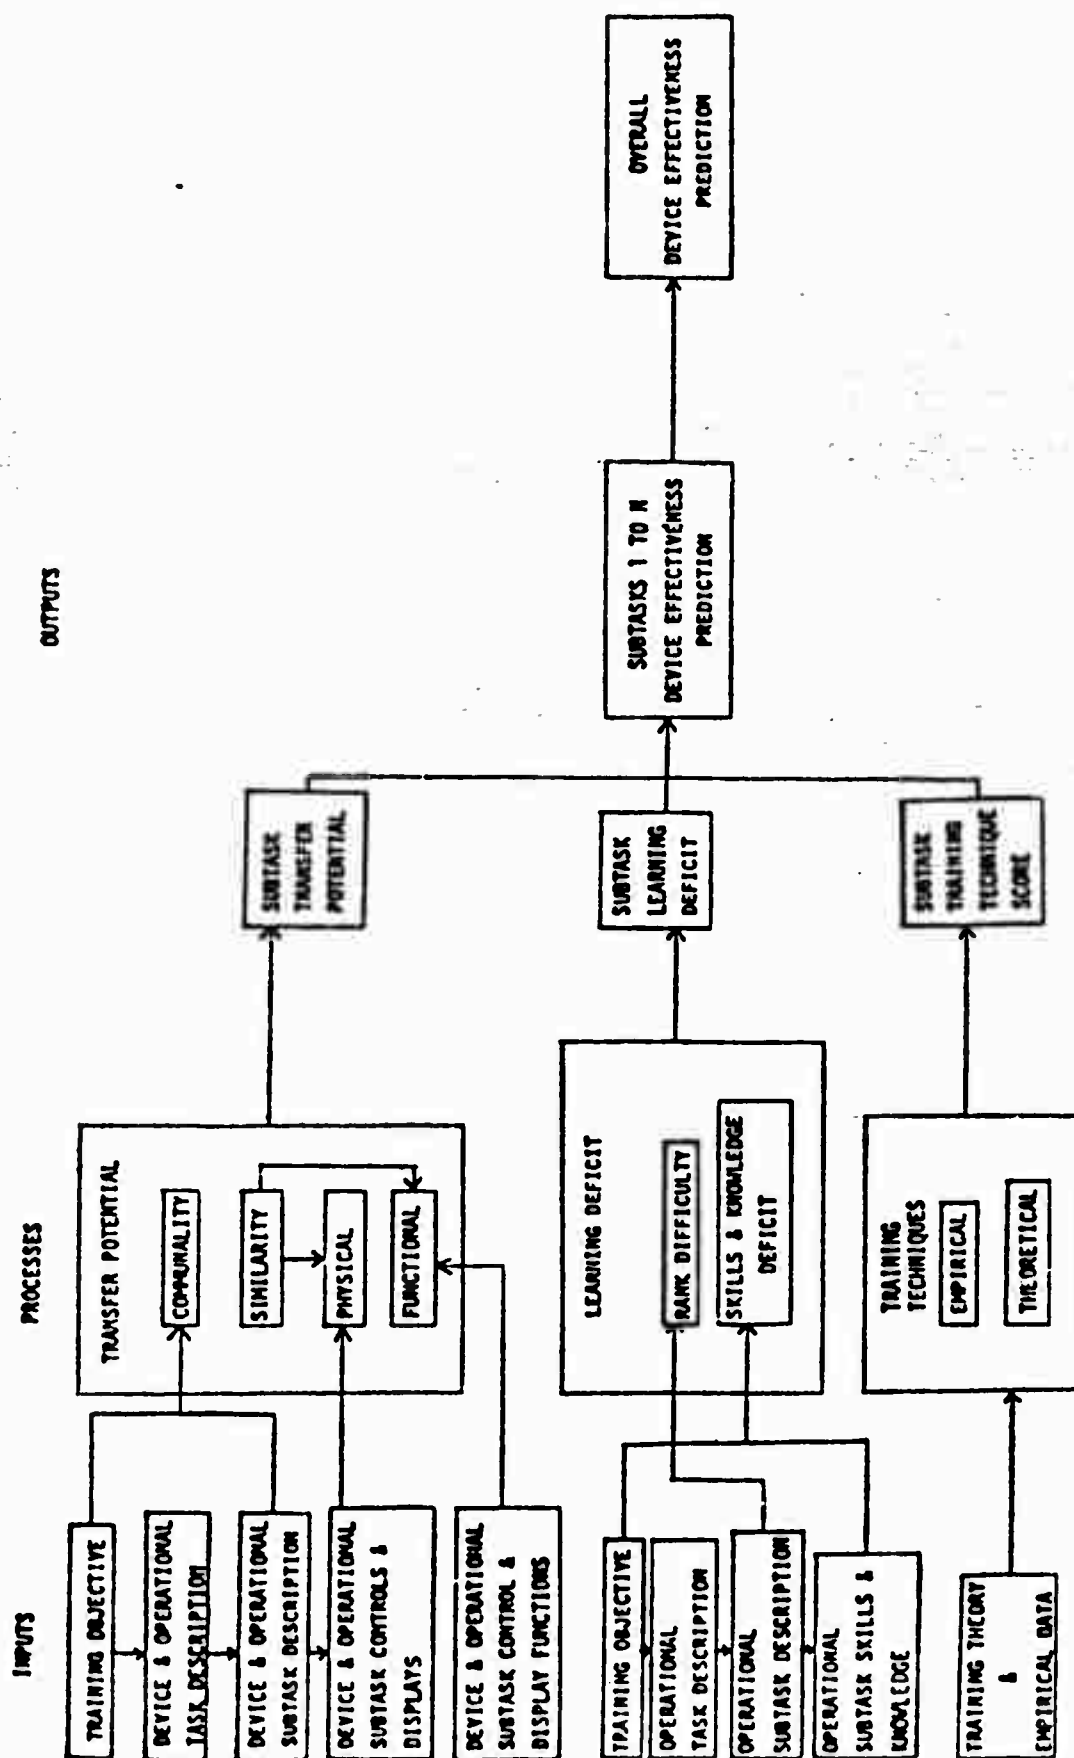 INPUTS
PROCESSES
OUTPUTS
TRAINING OBJECTIVE
DEVICE & OPERATIONAL
TASK DESCRIPTION
DEVICE & OPERATIONAL
SUBTASK DESCRIPTION
DEVICE & OPERATIONAL
SUBTASK CONTROLS &
DISPLAYS
DEVICE & OPERATIONAL
SUBTASK CONTROL &
DISPLAY FUNCTIONS
TRANSFER POTENTIAL
COMMUNALITY
SIMILARITY
PHYSICAL
FUNCTIONAL
SUBTASK
TRANSFER
POTENTIAL
TRAINING OBJECTIVE
OPERATIONAL
TASK DESCRIPTION
OPERATIONAL
SUBTASK DESCRIPTION
OPERATIONAL
SUBTASK SKILLS &
KNOWLEDGE
LEARNING DEFICIT
RANK DIFFICULTY
SKILLS & KNOWLEDGE
DEFICIT
SUBTASK
LEARNING
DEFICIT
SUBTASKS 1 TO N
DEVICE EFFECTIVENESS
PREDICTION
OVERALL
DEVICE EFFECTIVENESS
PREDICTION
TRAINING THEORY
&
EMPIRICAL DATA
TRAINING
TECHNIQUES
EMPIRICAL
THEORETICAL
SUBTASK
TRAINING
TECHNIQUE
SCORE